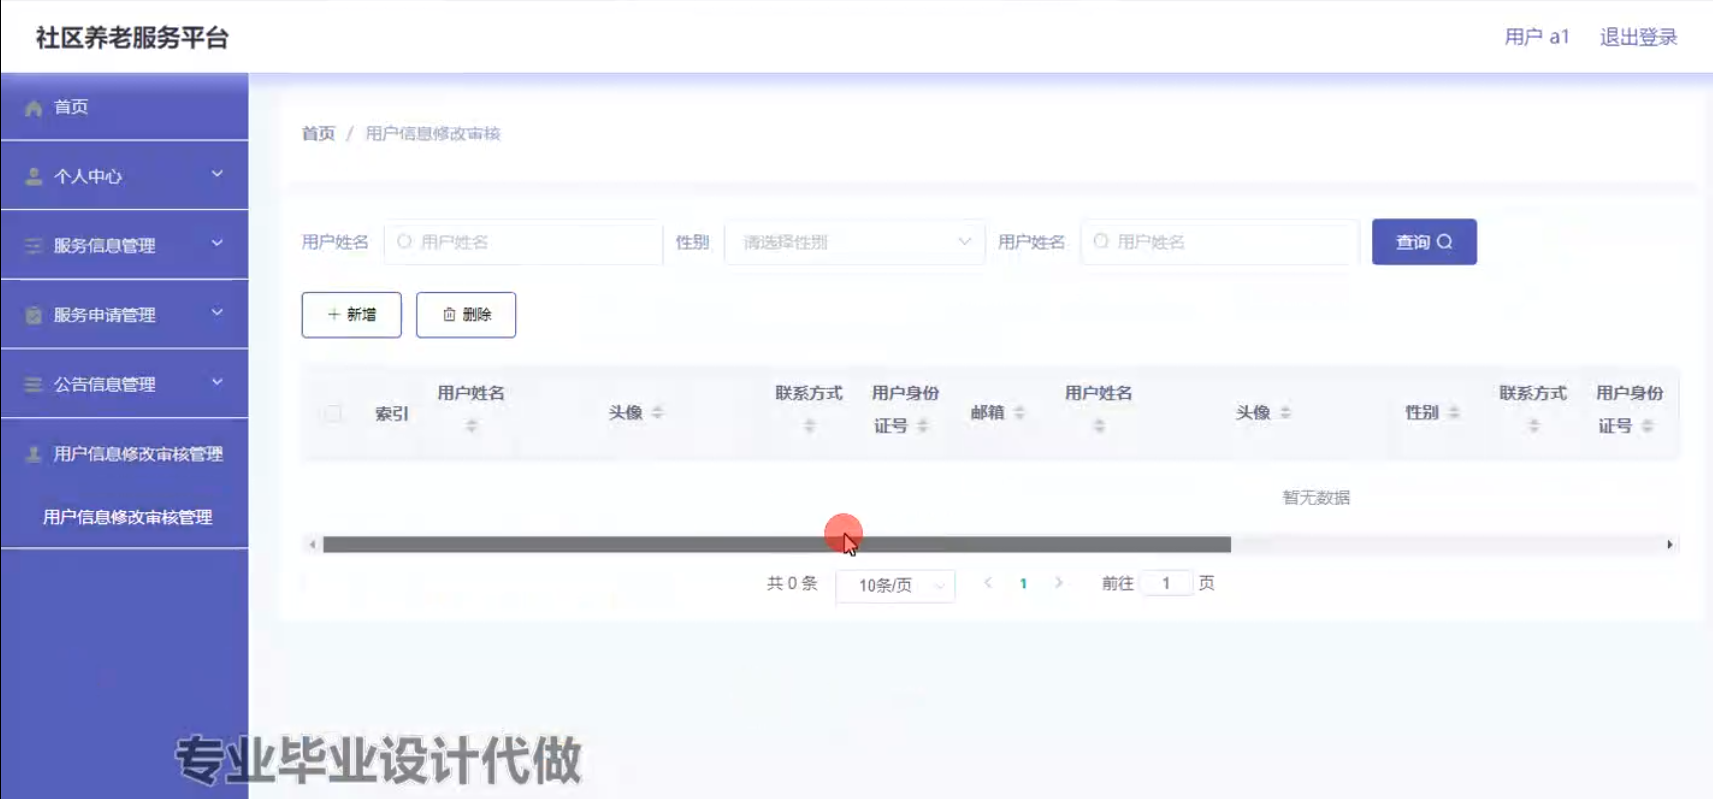 社区养老服务平台
用户 a1 退出登录
首页
个人中心
服务信息管理
服务申请管理
公告信息管理
用户信息修改审核管理
用户信息修改审核管理
首页 / 用户信息修改审核
用户姓名 用户姓名 性别 请选择性别 用户姓名 用户姓名 查询
新增 删除
索引 用户姓名 头像 联系方式 用户身份证号 邮箱 用户姓名 头像 性别 联系方式 用户身份证号
暂无数据
共 0 条 10条/页 1 前往 1 页
专业毕业设计代做